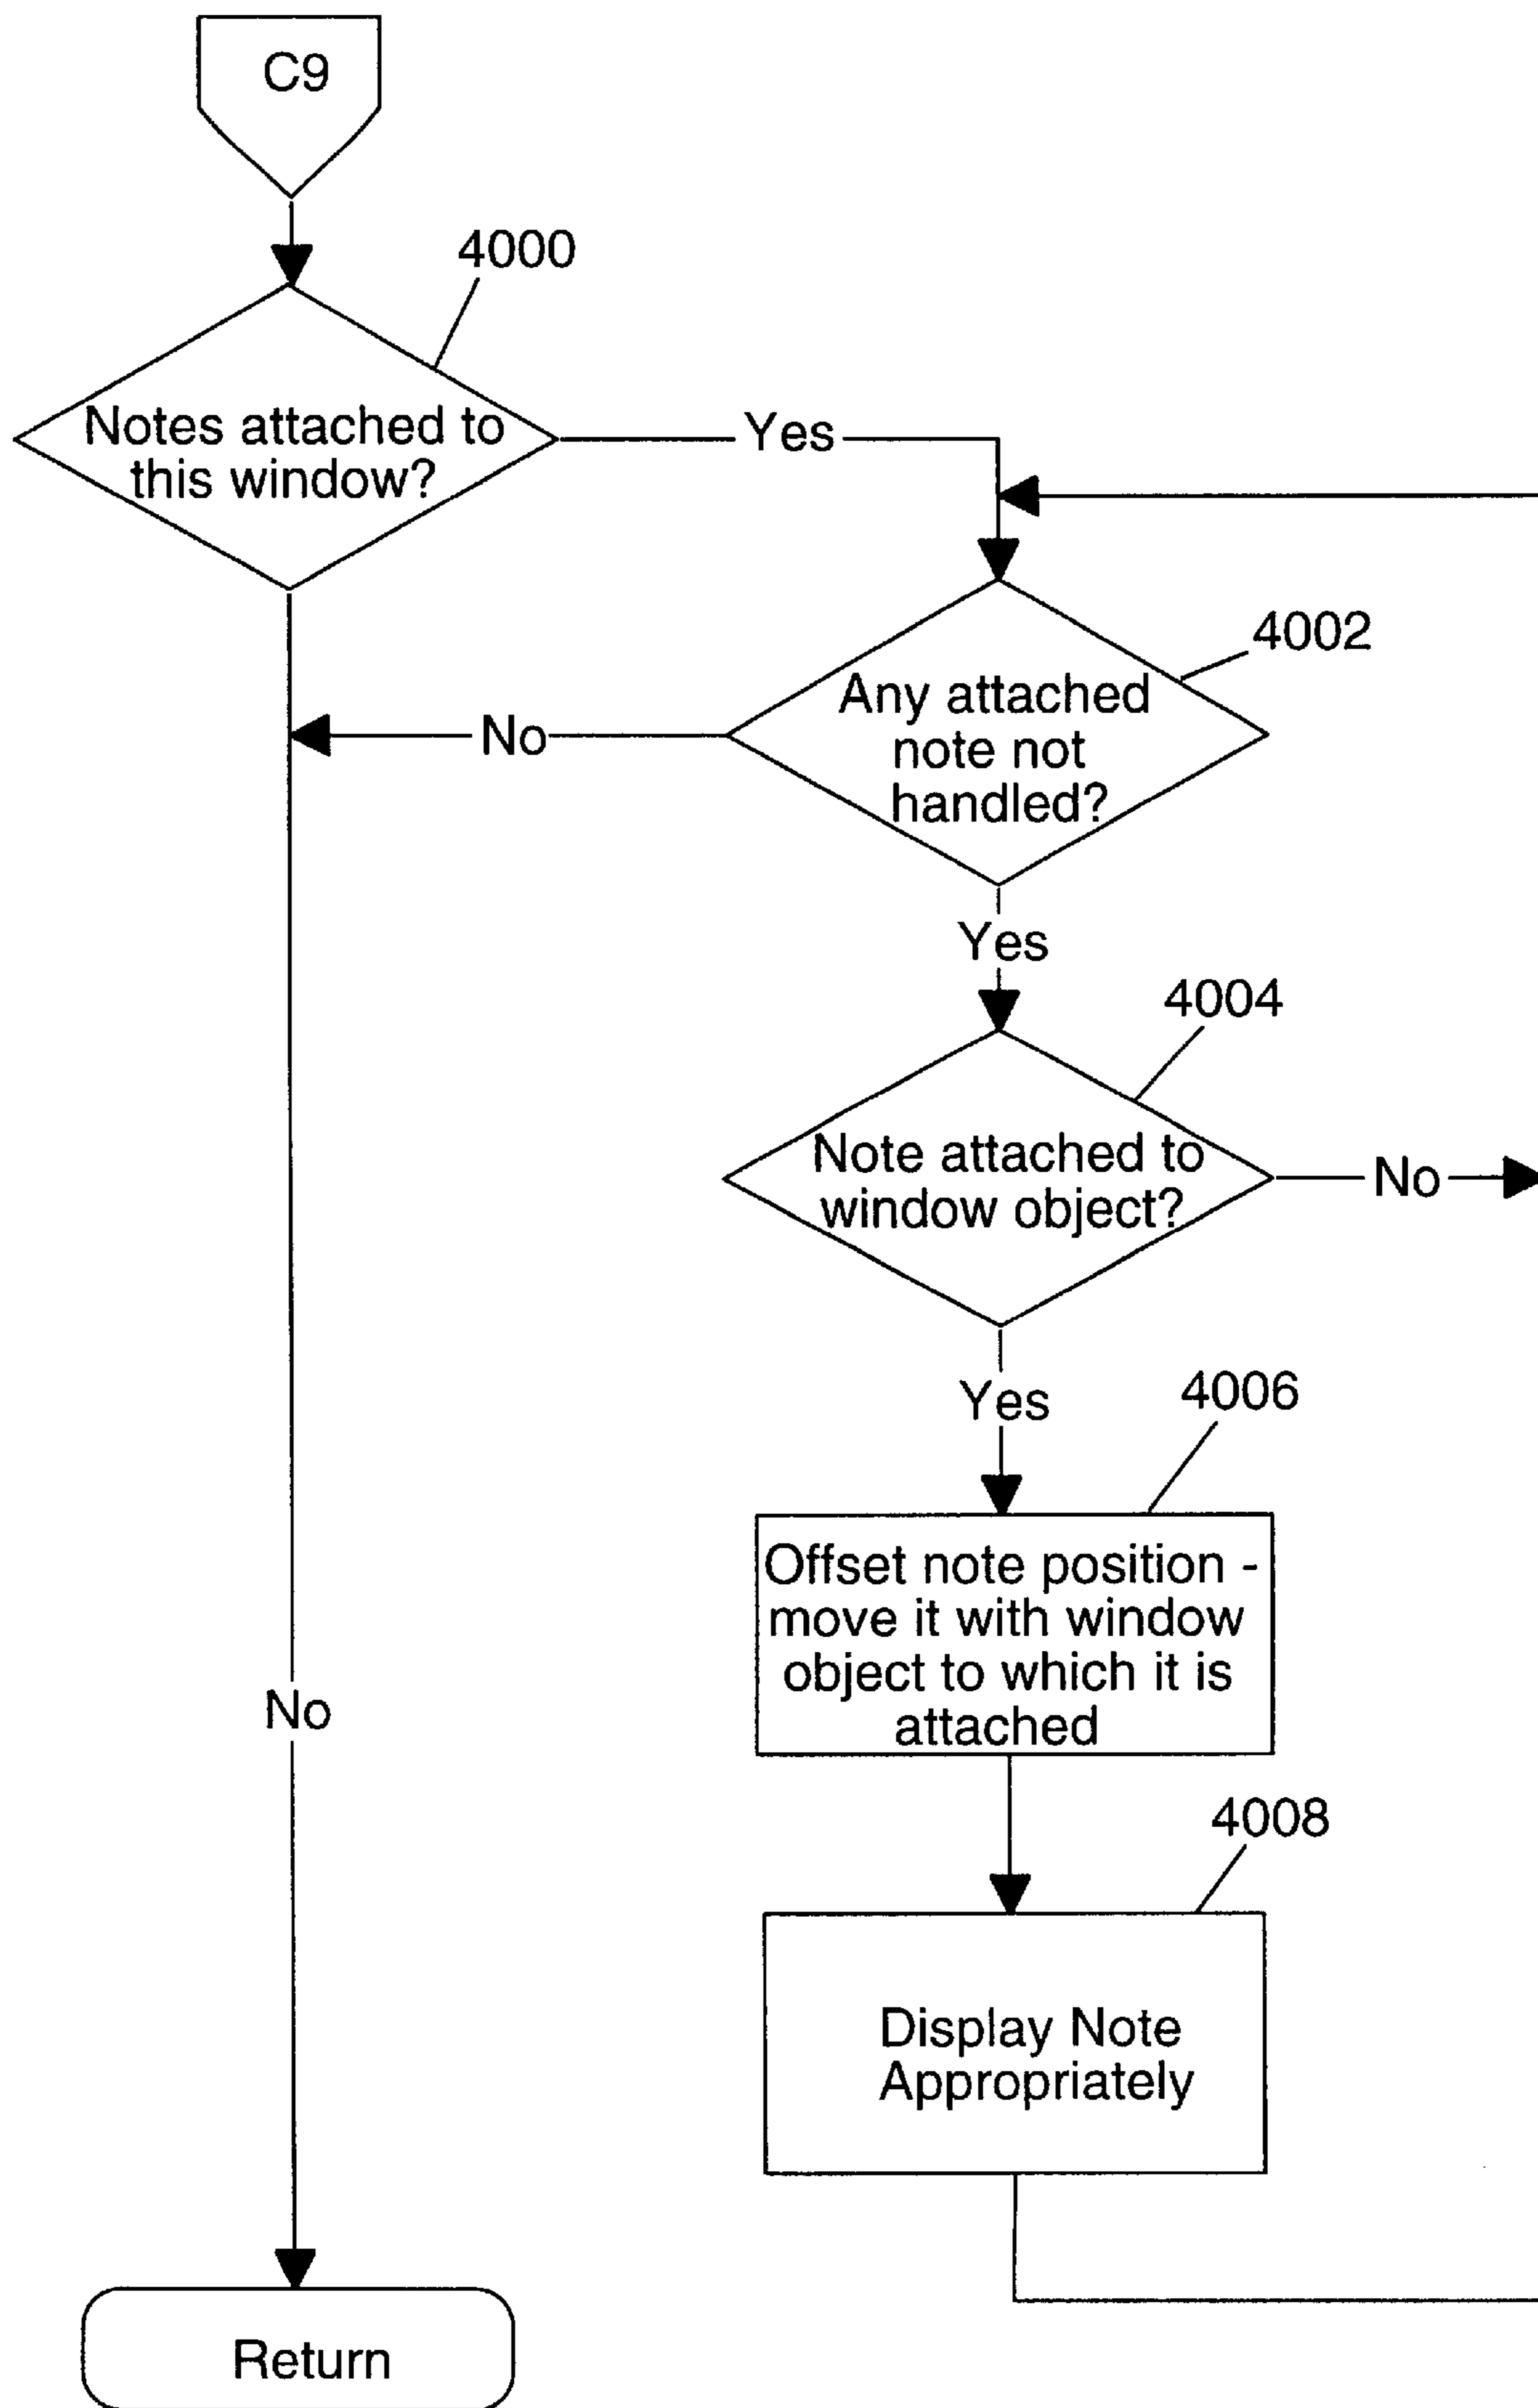 C9
4000
Notes attached to
this window?
Yes
4002
Any attached
note not
handled?
No
Yes
4004
Note attached to
window object?
No
Yes
4006
Offset note position -
move it with window
object to which it is
attached
No
4008
Display Note
Appropriately
Return